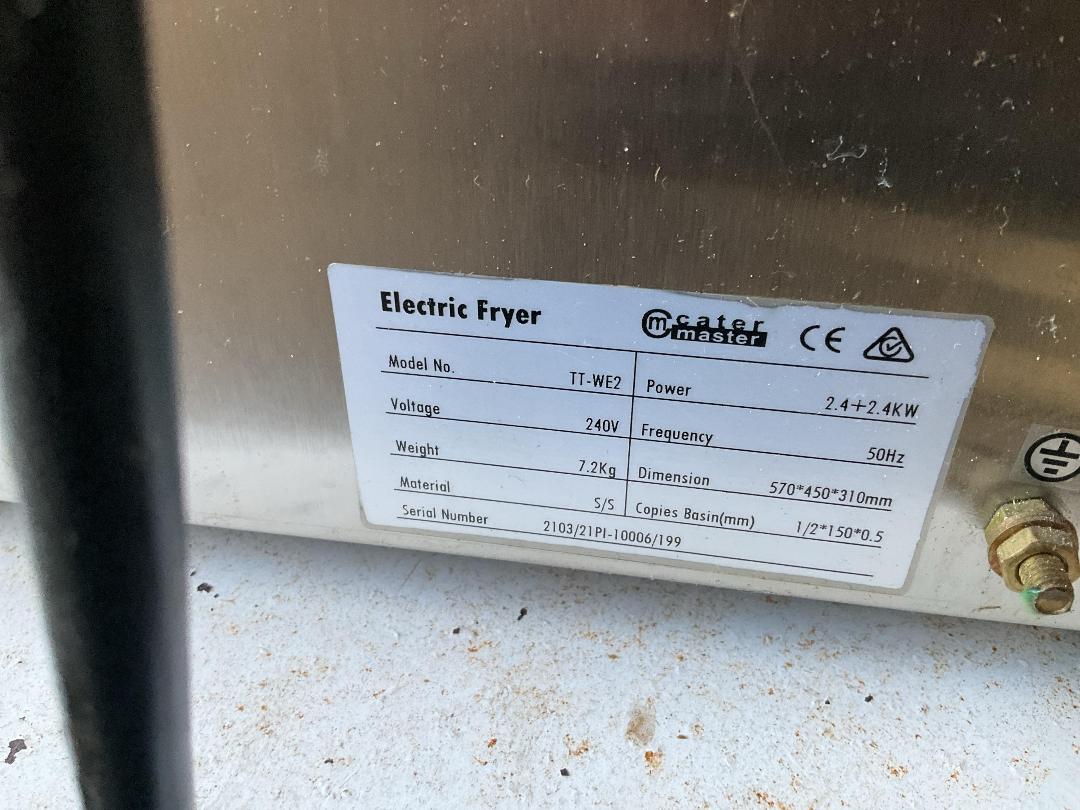 Electric Fryer
m cater master CE
Model No. TT-WE2
Power 2.4+2.4KW
Voltage 240V
Frequency 50Hz
Weight 7.2Kg
Dimension 570*450*310mm
Material S/S
Copies Basin(mm) 1/2*150*0.5
Serial Number 2103/21PI-10006/199